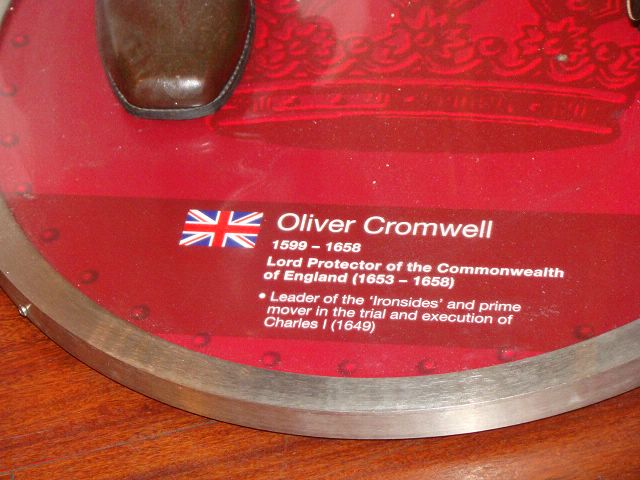 Oliver Cromwell
1599 – 1658
Lord Protector of the Commonwealth
of England (1653 – 1658)
• Leader of the 'Ironsides' and prime
mover in the trial and execution of
Charles I (1649)